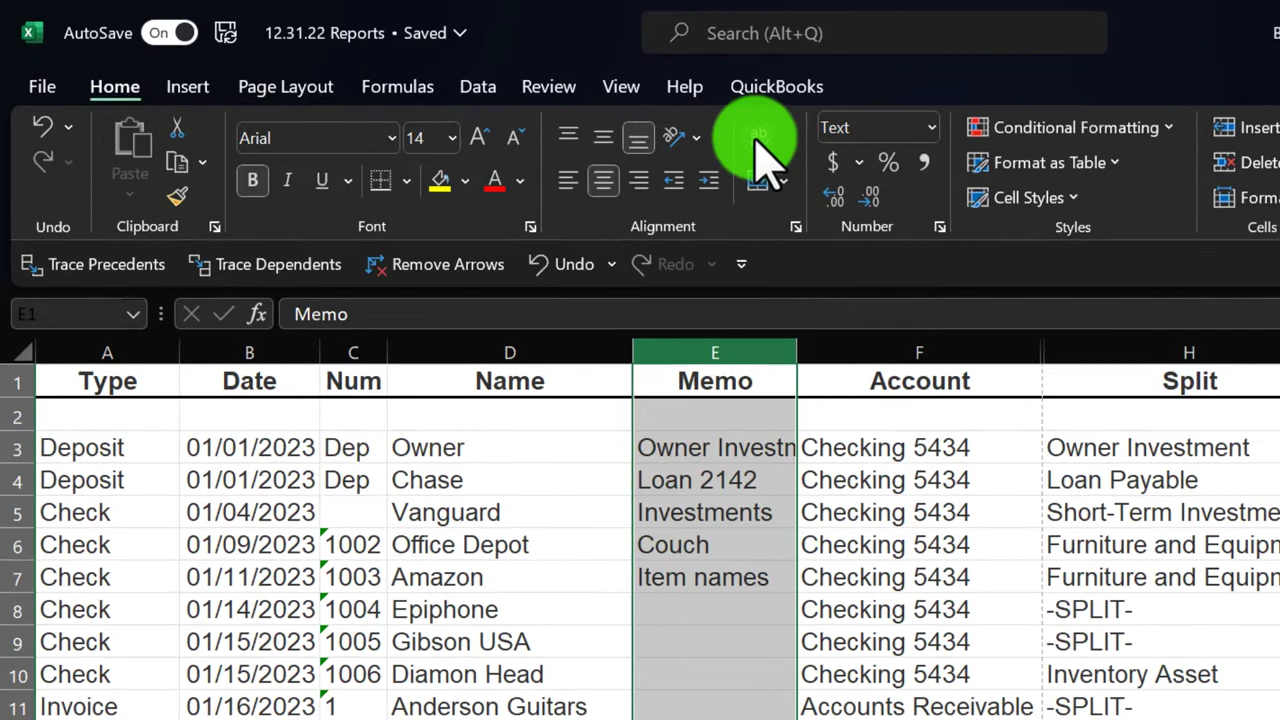 AutoSave On 12.31.22 Reports • Saved Search (Alt+Q)
File Home Insert Page Layout Formulas Data Review View Help QuickBooks
Arial 14 ab Text Conditional Formatting
Paste B I U $ % Format as Table
Cell Styles
Undo Clipboard Font Alignment Number Styles Cells
Trace Precedents Trace Dependents Remove Arrows Undo Redo
E1 fx Memo
A B C D E F H
1 Type Date Num Name Memo Account Split
2
3 Deposit 01/01/2023 Dep Owner Owner Investn Checking 5434 Owner Investment
4 Deposit 01/01/2023 Dep Chase Loan 2142 Checking 5434 Loan Payable
5 Check 01/04/2023 Vanguard Investments Checking 5434 Short-Term Investme
6 Check 01/09/2023 1002 Office Depot Couch Checking 5434 Furniture and Equipm
7 Check 01/11/2023 1003 Amazon Item names Checking 5434 Furniture and Equipm
8 Check 01/14/2023 1004 Epiphone Checking 5434 -SPLIT-
9 Check 01/15/2023 1005 Gibson USA Checking 5434 -SPLIT-
10 Check 01/15/2023 1006 Diamon Head Checking 5434 Inventory Asset
11 Invoice 01/16/2023 1 Anderson Guitars Accounts Receivable -SPLIT-